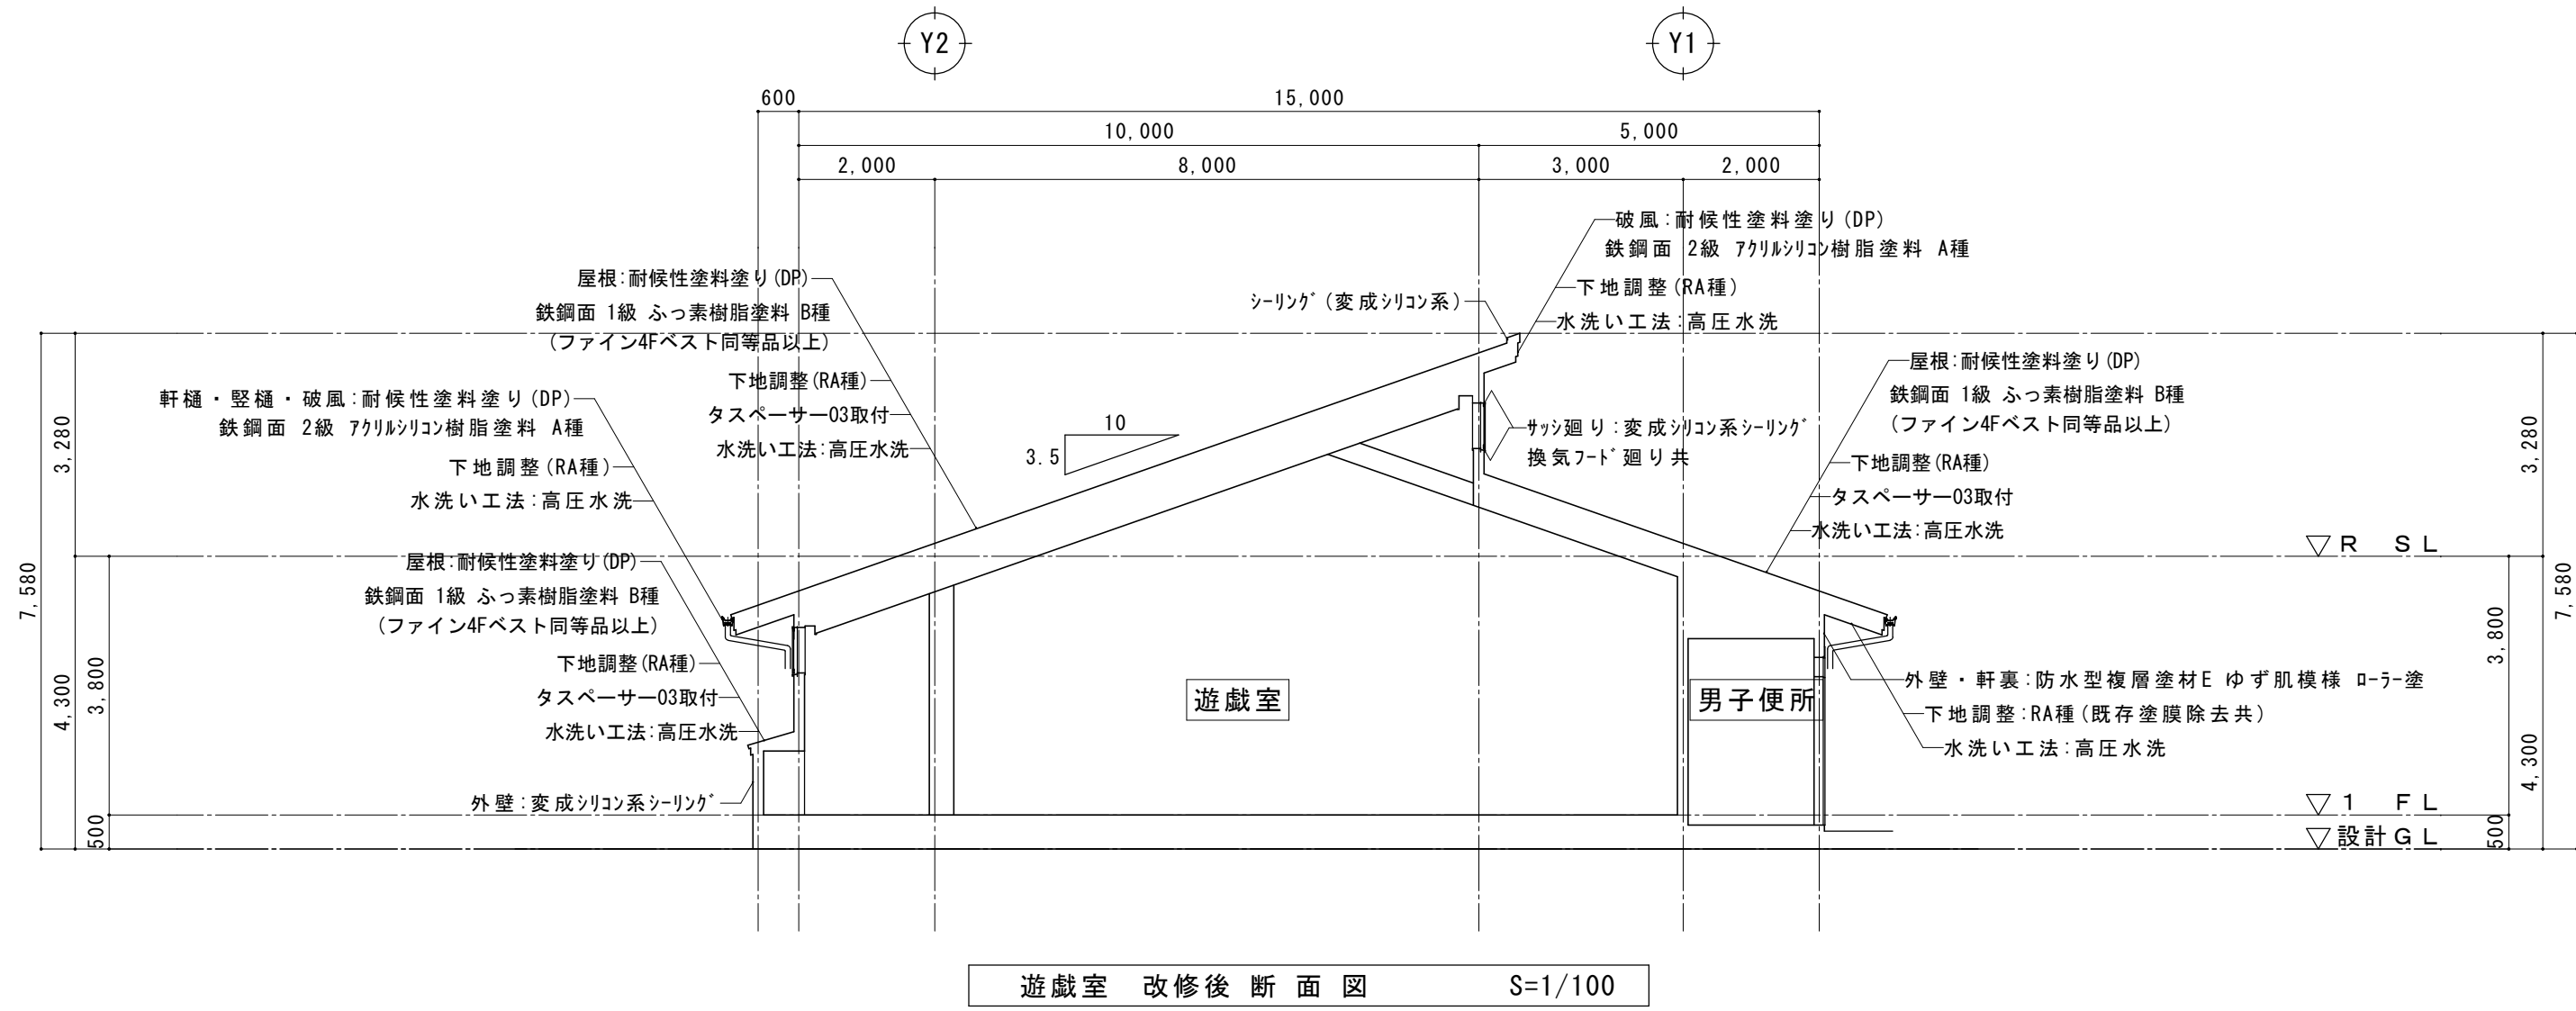 Y2
Y1
600
15,000
10,000
5,000
2,000
8,000
3,000
2,000
破風:耐候性塗料塗り(DP)
鉄鋼面 2級 アクリルシリコン樹脂塗料 A種
下地調整(RA種)
水洗い工法:高圧水洗
シーリング(変成シリコン系)
屋根:耐候性塗料塗り(DP)
鉄鋼面 1級 ふっ素樹脂塗料 B種
(ファイン4Fベスト同等品以上)
下地調整(RA種)
タスペーサー03取付
水洗い工法:高圧水洗
軒樋・竪樋・破風:耐候性塗料塗り(DP)
鉄鋼面 2級 アクリルシリコン樹脂塗料 A種
下地調整(RA種)
水洗い工法:高圧水洗
屋根:耐候性塗料塗り(DP)
鉄鋼面 1級 ふっ素樹脂塗料 B種
(ファイン4Fベスト同等品以上)
下地調整(RA種)
タスペーサー03取付
水洗い工法:高圧水洗
外壁:変成シリコン系シーリング
10
3.5
サッシ廻り:変成シリコン系シーリング
換気フード廻り共
屋根:耐候性塗料塗り(DP)
鉄鋼面 1級 ふっ素樹脂塗料 B種
(ファイン4Fベスト同等品以上)
下地調整(RA種)
タスペーサー03取付
水洗い工法:高圧水洗
外壁・軒裏:防水型複層塗材E ゆず肌模様 ローラー塗
下地調整:RA種(既存塗膜除去共)
水洗い工法:高圧水洗
遊戯室
男子便所
7,580
3,280
4,300
3,800
500
3,280
7,580
3,800
4,300
500
▽R SL
▽1 FL
▽設計GL
遊戯室 改修後断面図 S=1/100